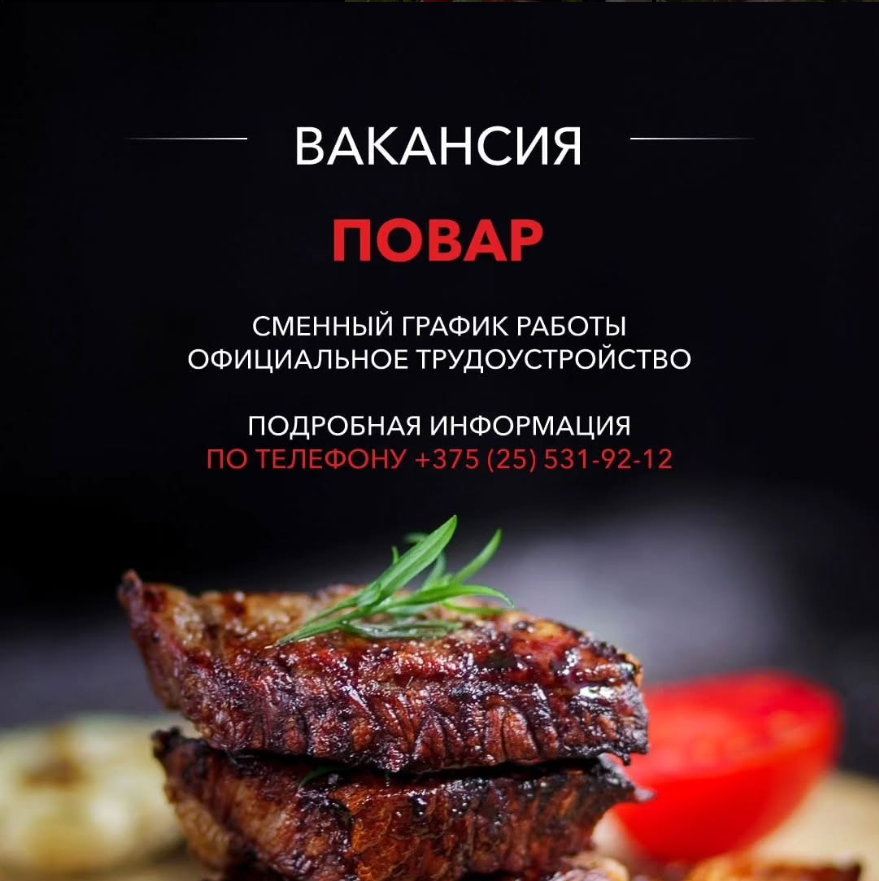 ВАКАНСИЯ
ПОВАР
СМЕННЫЙ ГРАФИК РАБОТЫ
ОФИЦИАЛЬНОЕ ТРУДОУСТРОЙСТВО
ПОДРОБНАЯ ИНФОРМАЦИЯ
ПО ТЕЛЕФОНУ +375 (25) 531-92-12